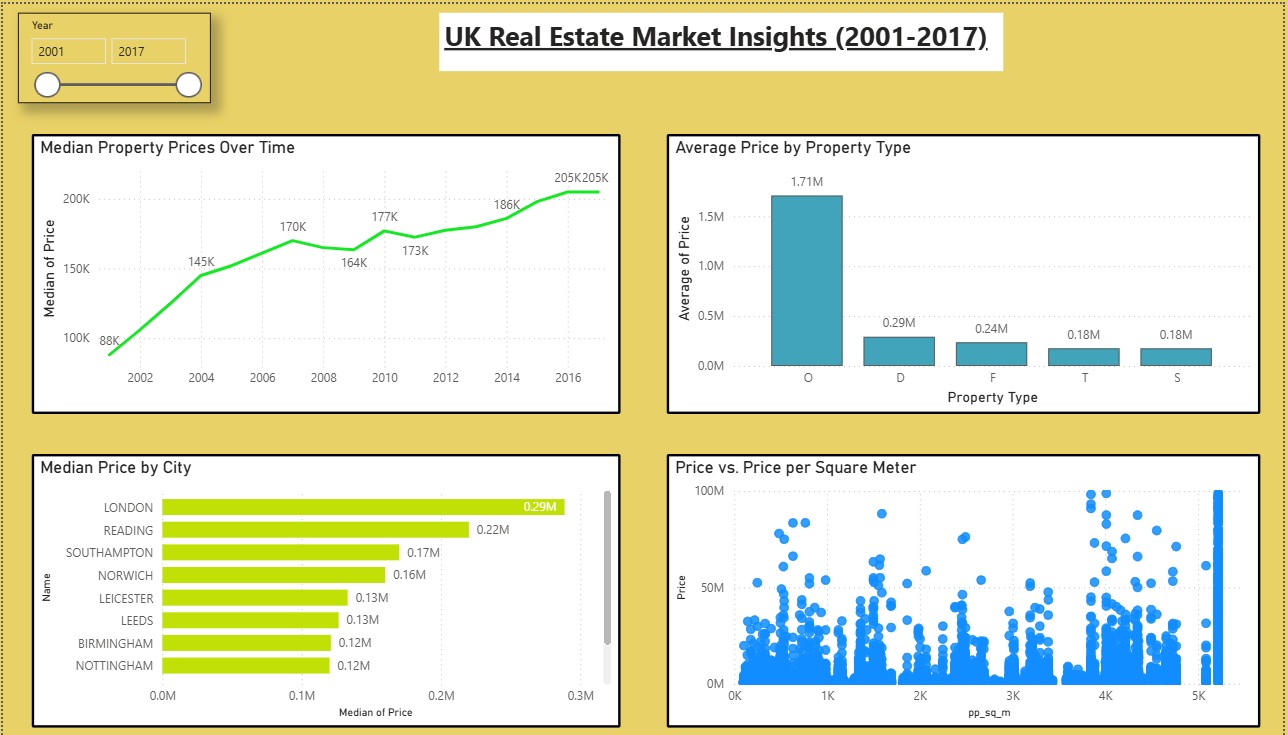 Year
2001 2017
UK Real Estate Market Insights (2001-2017)
Median Property Prices Over Time
Median of Price
200K
150K
100K
88K
145K
170K
164K
177K
173K
186K
205K 205K
2002 2004 2006 2008 2010 2012 2014 2016
Average Price by Property Type
Average of Price
1.5M
1.0M
0.5M
0.0M
1.71M
0.29M
0.24M
0.18M
0.18M
O D F T S
Property Type
Median Price by City
Name
LONDON 0.29M
READING 0.22M
SOUTHAMPTON 0.17M
NORWICH 0.16M
LEICESTER 0.13M
LEEDS 0.13M
BIRMINGHAM 0.12M
NOTTINGHAM 0.12M
0.0M 0.1M 0.2M 0.3M
Median of Price
Price vs. Price per Square Meter
Price
100M
50M
0M
0K 1K 2K 3K 4K 5K
pp_sq_m